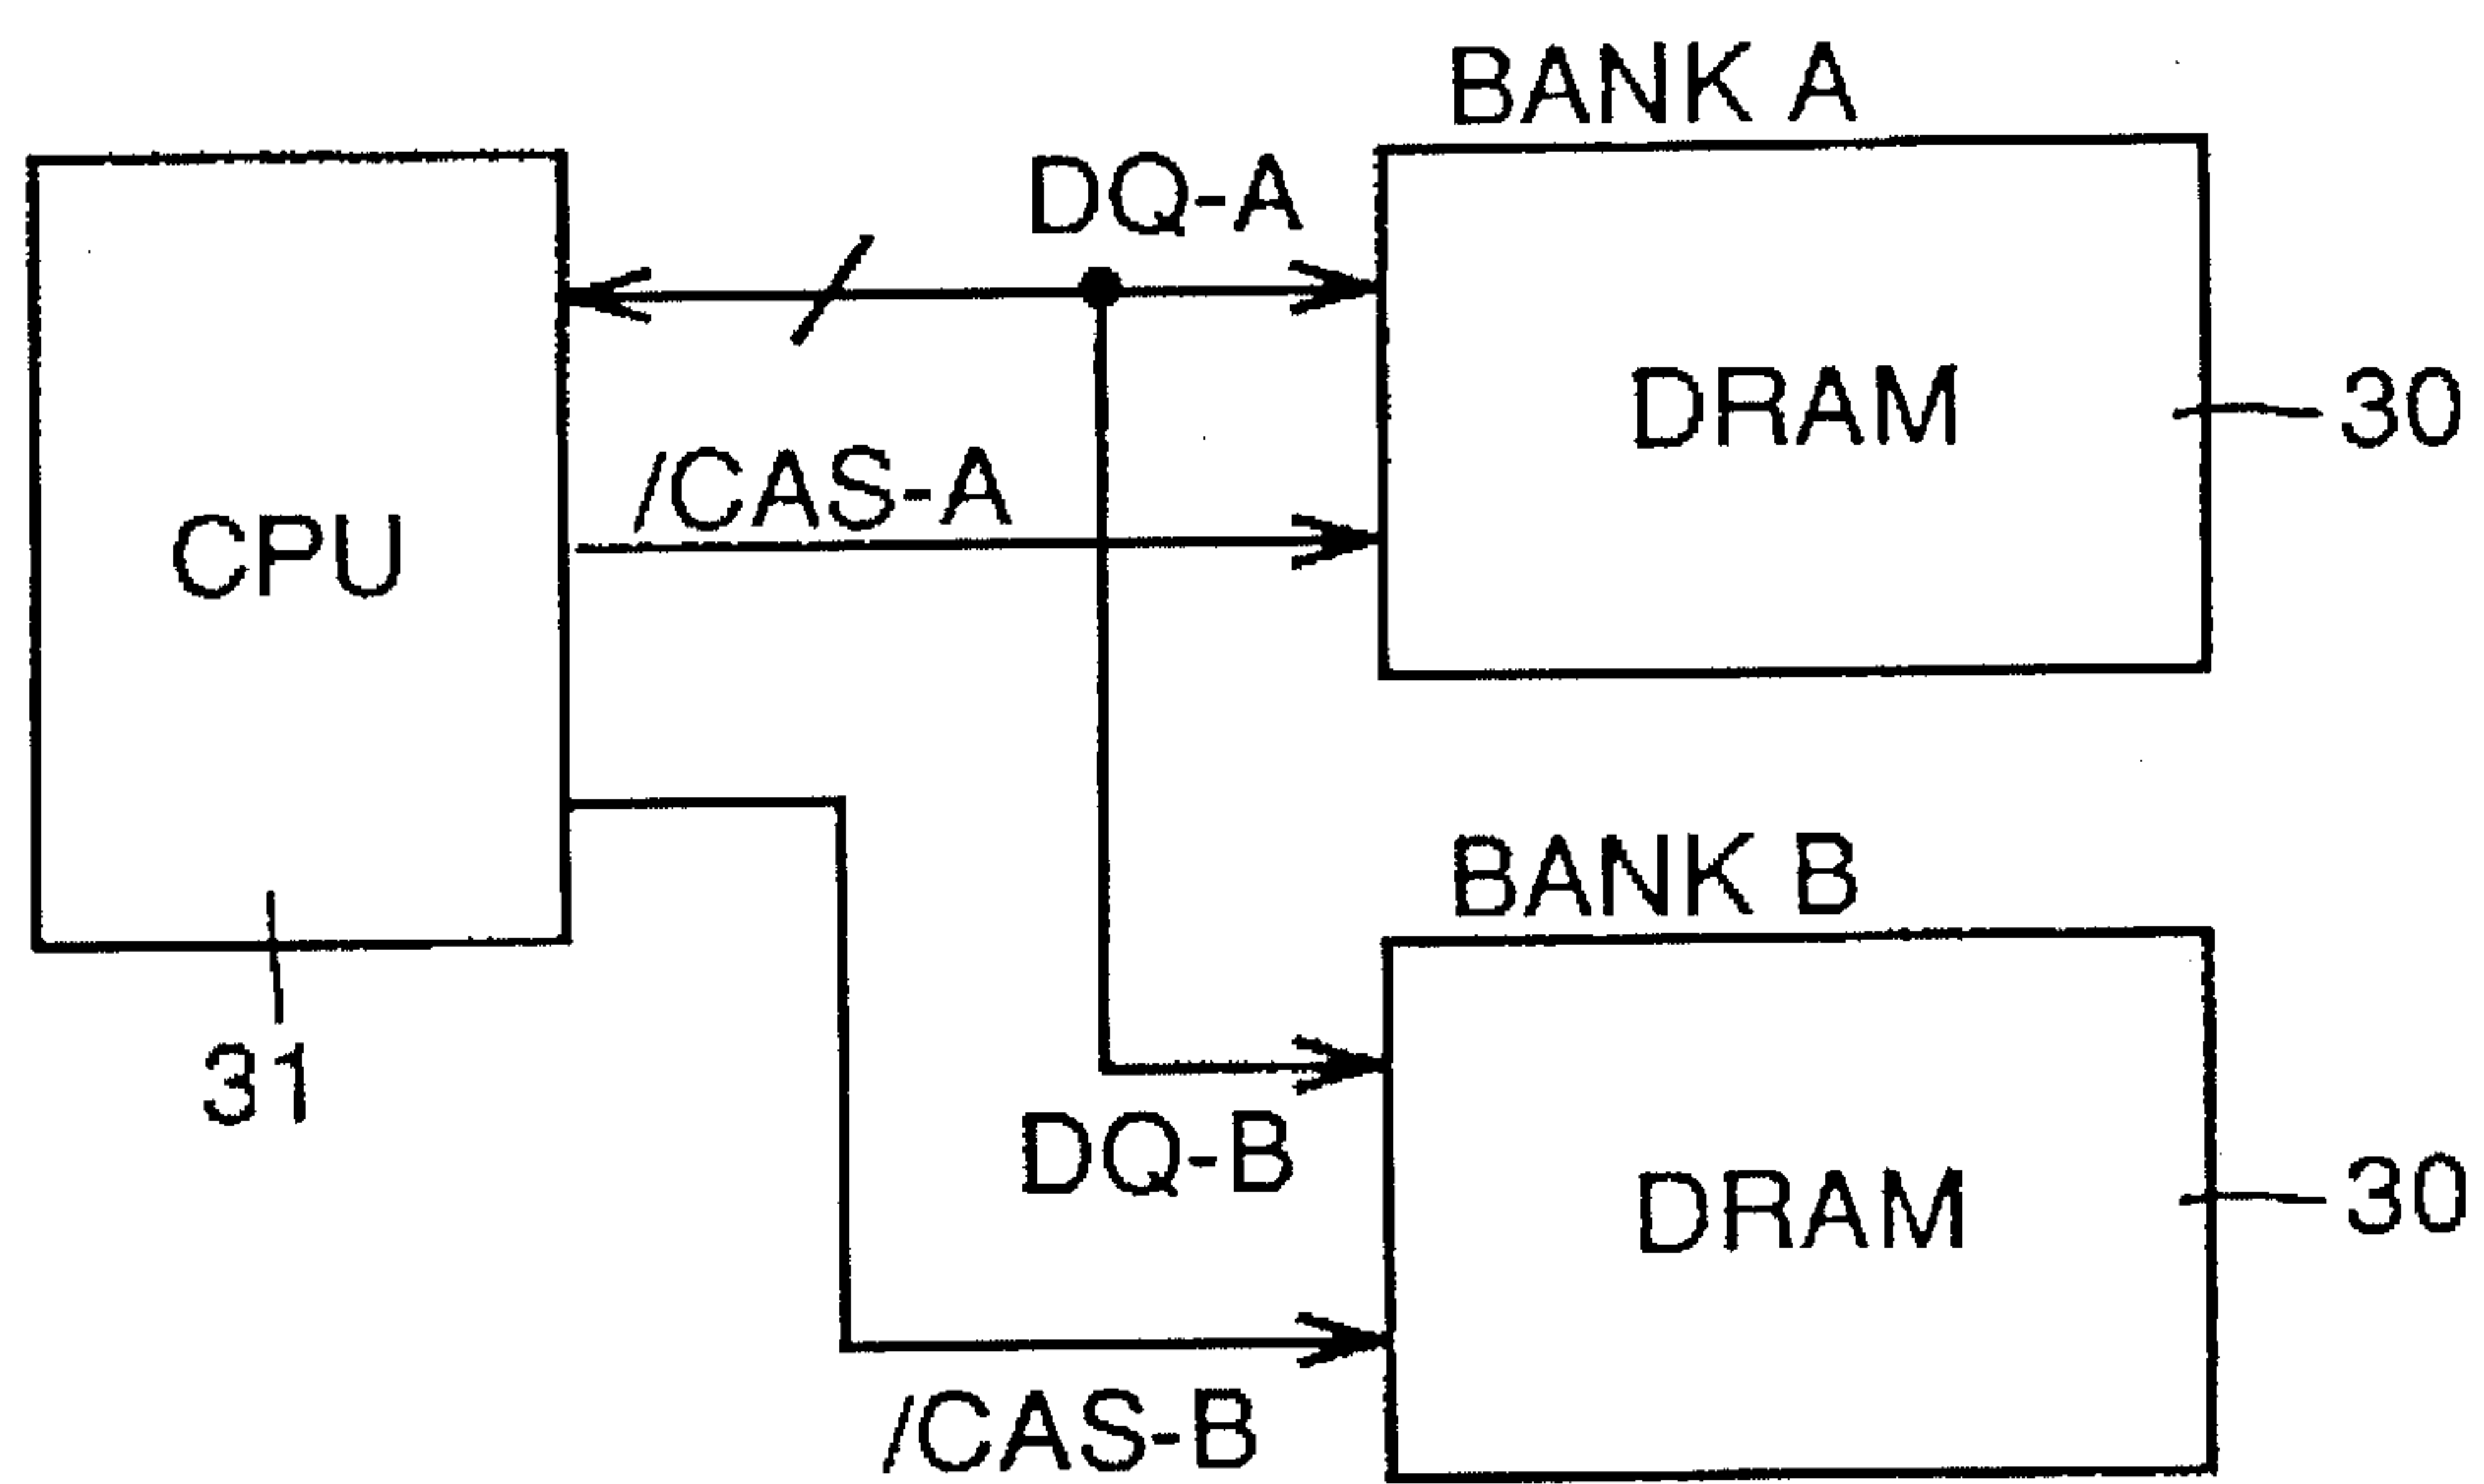 BANK A
DQ-A
DRAM
30
/CAS-A
CPU
BANK B
31
DQ-B
DRAM
30
/CAS-B